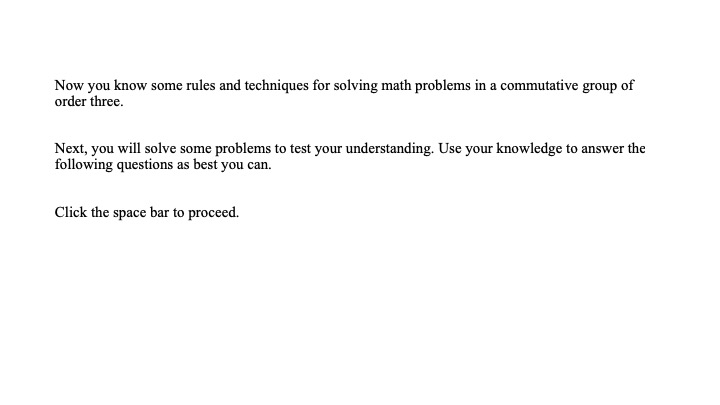 Now you know some rules and techniques for solving math problems in a commutative group of
order three.
Next, you will solve some problems to test your understanding. Use your knowledge to answer the
following questions as best you can.
Click the space bar to proceed.